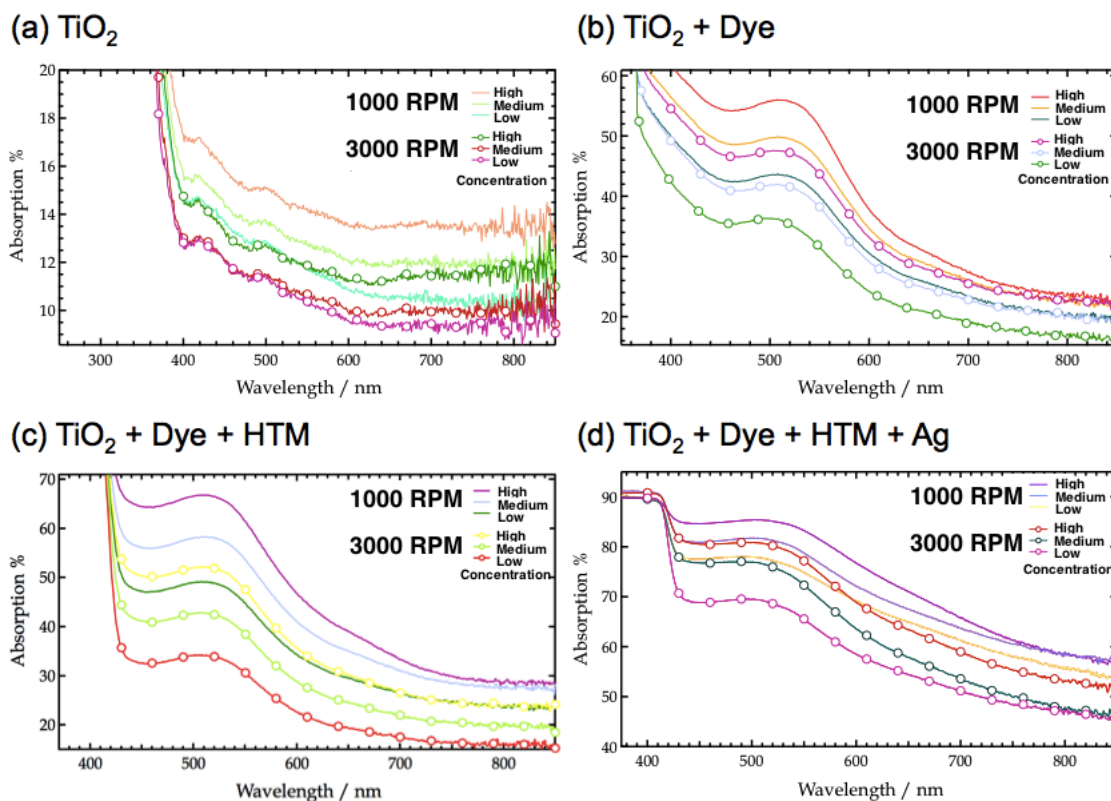 (a) TiO2
(b) TiO2 + Dye
20
18
16
14
12
10
Absorption %
300 400 500 600 700 800
Wavelength / nm
1000 RPM
High
Medium
Low
3000 RPM
High
Medium
Low
Concentration
60
50
40
30
20
Absorption %
400 500 600 700 800
Wavelength / nm
1000 RPM
High
Medium
Low
3000 RPM
High
Medium
Low
Concentration
(c) TiO2 + Dye + HTM
(d) TiO2 + Dye + HTM + Ag
70
60
50
40
30
20
Absorption %
400 500 600 700 800
Wavelength / nm
1000 RPM
High
Medium
Low
3000 RPM
High
Medium
Low
Concentration
90
80
70
60
50
40
Absorption %
400 500 600 700 800
Wavelength / nm
1000 RPM
High
Medium
Low
3000 RPM
High
Medium
Low
Concentration